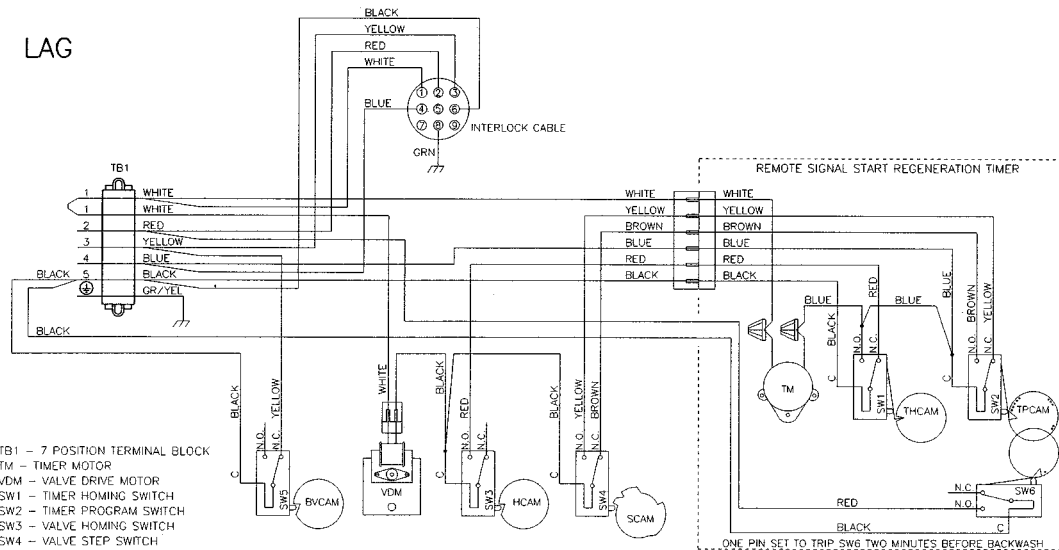 LAG
BLACK
YELLOW
RED
WHITE
BLUE
1 2 3
4 5 6
7 8 9
INTERLOCK CABLE
GRN
TB1
1 WHITE
1 WHITE
2 RED
3 YELLOW
4 BLUE
BLACK 5 BLACK
GR/YEL
BLACK
REMOTE SIGNAL START REGENERATION TIMER
WHITE WHITE
YELLOW YELLOW
BROWN BROWN
BLUE BLUE
RED RED
BLACK BLACK
BLUE
BLACK
RED
BLUE
BLUE
BROWN
YELLOW
N.O.
N.C.
C
SW1
TM
THCAM
N.O.
N.C
C
SW2
TPCAM
BLACK
YELLOW
N.O.
N.C.
C
SW5
BVCAM
WHITE
VDM
BLACK
RED
N.O.
N.C.
C
SW3
HCAM
BLACK
YELLOW
BROWN
N.O.
N.C.
C
SW4
SCAM
N.C
SW6
RED
N.O.
BLACK
C
ONE PIN SET TO TRIP SW6 TWO MINUTES BEFORE BACKWASH
TB1 – 7 POSITION TERMINAL BLOCK
TM – TIMER MOTOR
VDM – VALVE DRIVE MOTOR
SW1 – TIMER HOMING SWITCH
SW2 – TIMER PROGRAM SWITCH
SW3 – VALVE HOMING SWITCH
SW4 – VALVE STEP SWITCH